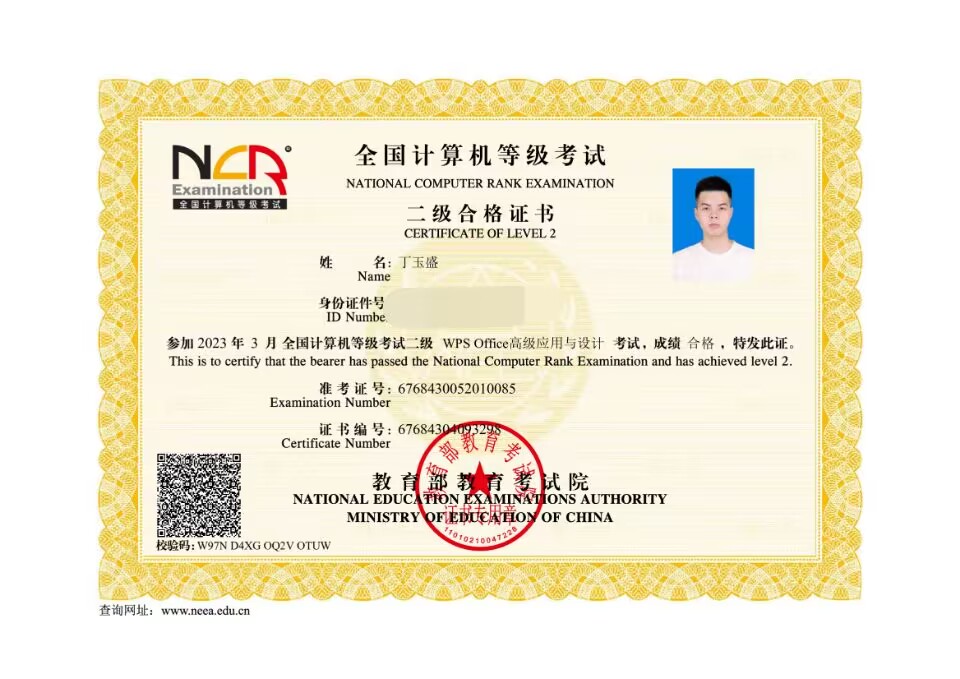 NCR®
Examination
全国计算机等级考试
全国计算机等级考试
NATIONAL COMPUTER RANK EXAMINATION
二级合格证书
CERTIFICATE OF LEVEL 2
姓 名: 丁玉盛
Name
身份证件号
ID Numbe
参加 2023 年 3 月 全国计算机等级考试二级 WPS Office高级应用与设计 考试，成绩 合格 ，特发此证。
This is to certify that the bearer has passed the National Computer Rank Examination and has achieved level 2.
准 考 证 号: 6768430052010085
Examination Number
证 书 编 号: 67684304093298
Certificate Number
教育部教育考试院
NATIONAL EDUCATION EXAMINATIONS AUTHORITY
MINISTRY OF EDUCATION OF CHINA
教育部教育考试院
证书专用章
11010210047228
校验码: W97N D4XG OQ2V OTUW
查询网址: www.neea.edu.cn